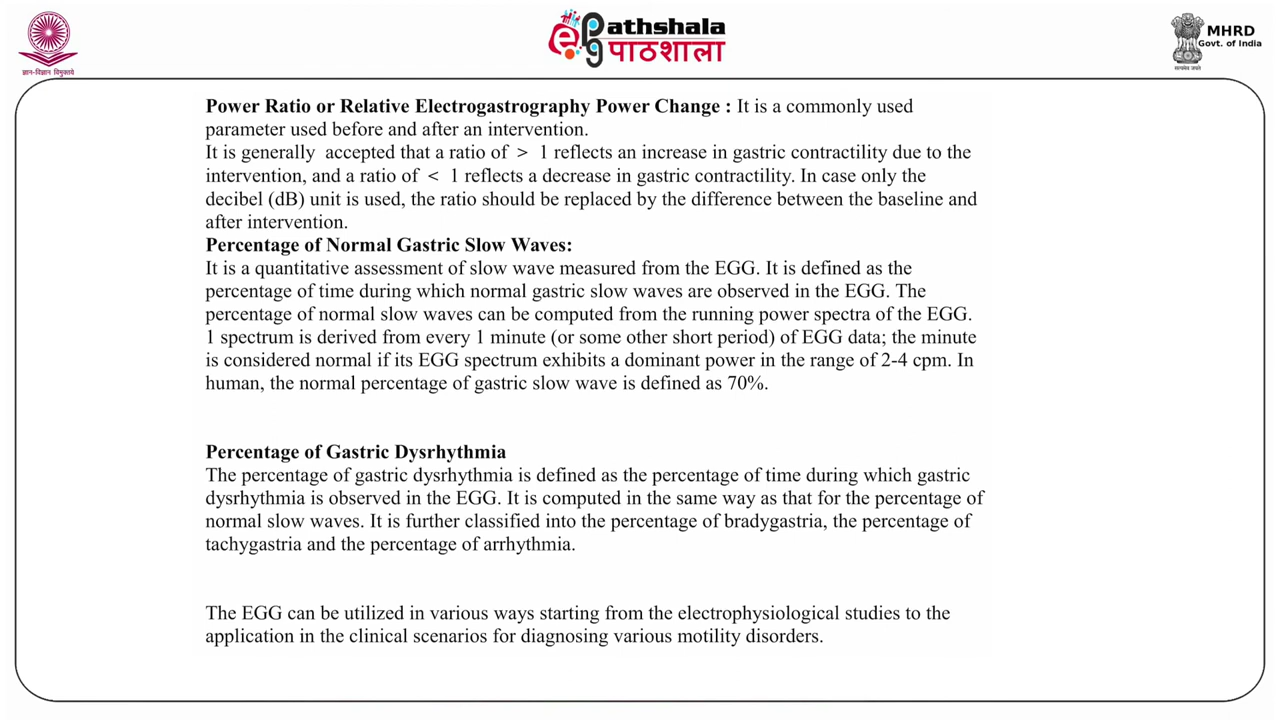 ज्ञान-विज्ञान विमुक्तये
epathshala
पाठशाला
सत्यमेव जयते
MHRD
Govt. of India
Power Ratio or Relative Electrogastrography Power Change : It is a commonly used
parameter used before and after an intervention.
It is generally accepted that a ratio of > 1 reflects an increase in gastric contractility due to the
intervention, and a ratio of < 1 reflects a decrease in gastric contractility. In case only the
decibel (dB) unit is used, the ratio should be replaced by the difference between the baseline and
after intervention.
Percentage of Normal Gastric Slow Waves:
It is a quantitative assessment of slow wave measured from the EGG. It is defined as the
percentage of time during which normal gastric slow waves are observed in the EGG. The
percentage of normal slow waves can be computed from the running power spectra of the EGG.
1 spectrum is derived from every 1 minute (or some other short period) of EGG data; the minute
is considered normal if its EGG spectrum exhibits a dominant power in the range of 2-4 cpm. In
human, the normal percentage of gastric slow wave is defined as 70%.
Percentage of Gastric Dysrhythmia
The percentage of gastric dysrhythmia is defined as the percentage of time during which gastric
dysrhythmia is observed in the EGG. It is computed in the same way as that for the percentage of
normal slow waves. It is further classified into the percentage of bradygastria, the percentage of
tachygastria and the percentage of arrhythmia.
The EGG can be utilized in various ways starting from the electrophysiological studies to the
application in the clinical scenarios for diagnosing various motility disorders.